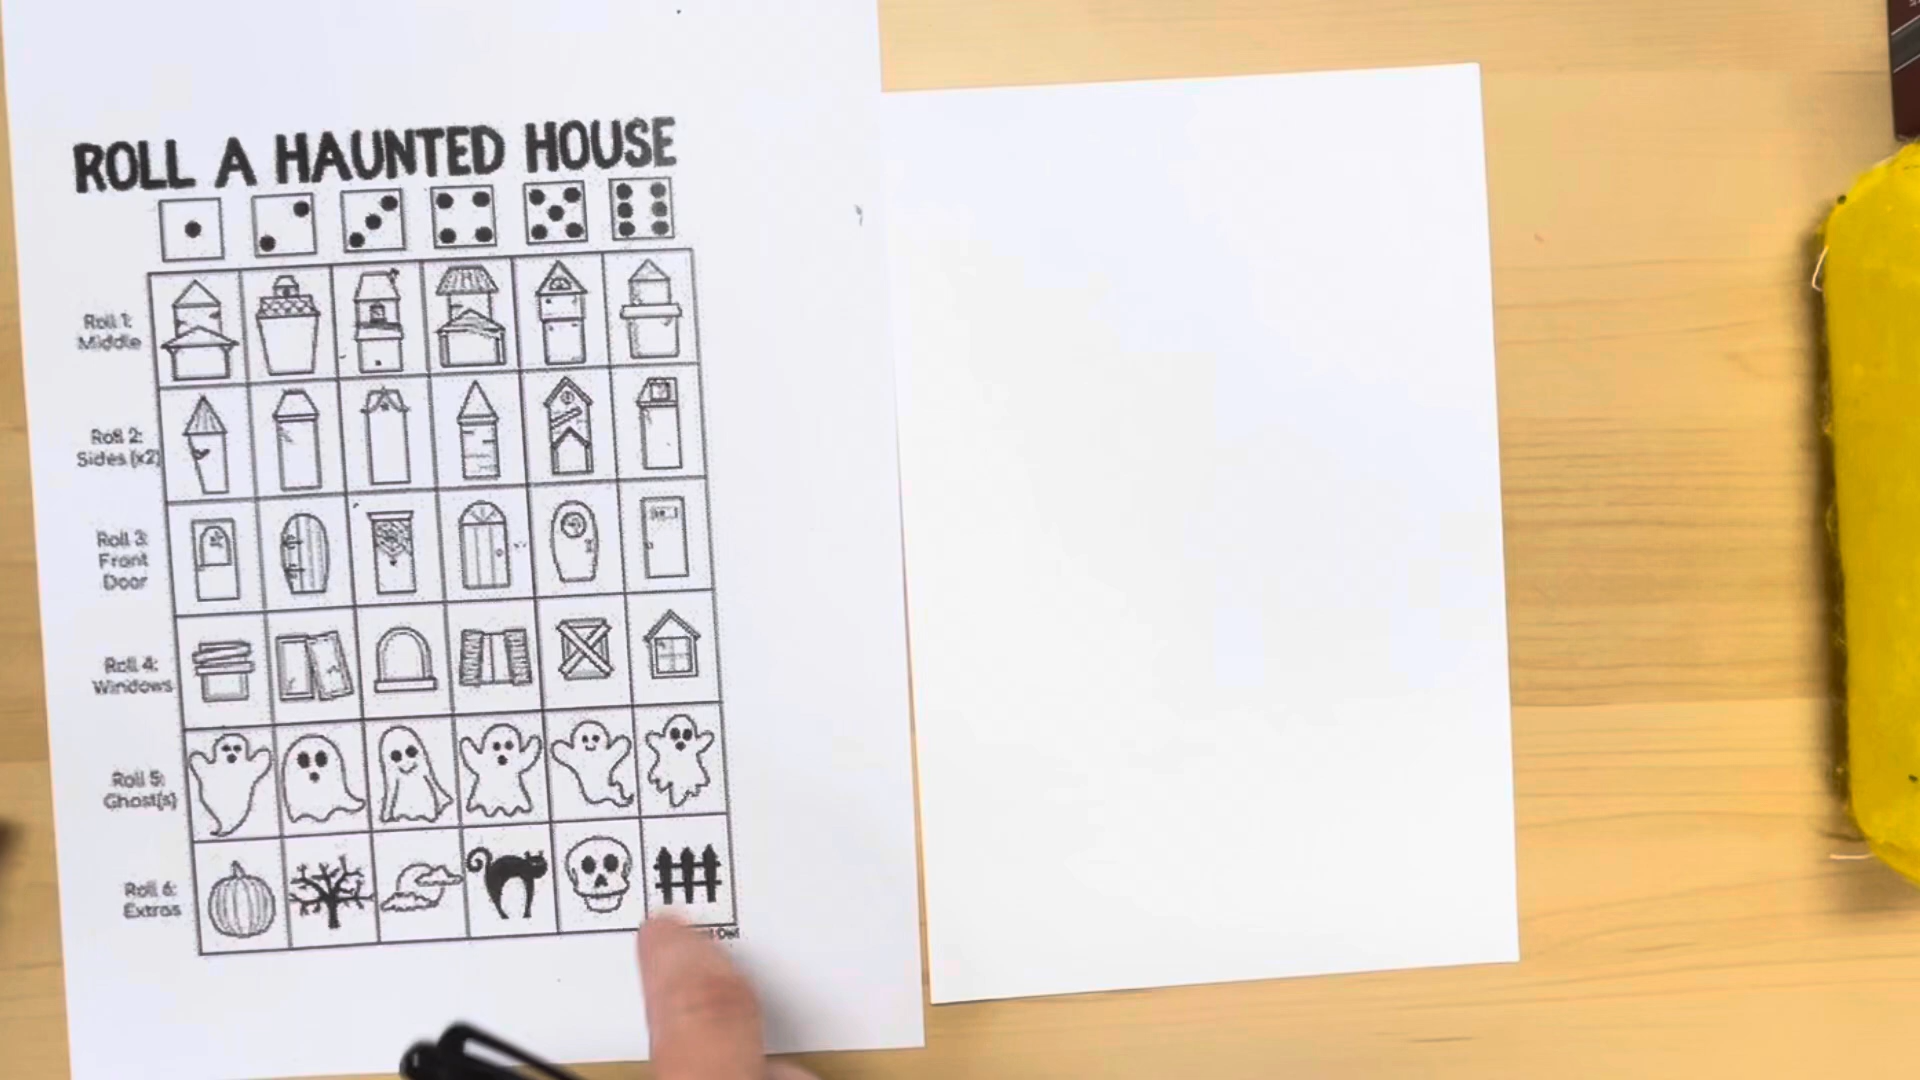 ROLL A HAUNTED HOUSE
Roll 1:
Middle
Roll 2:
Sides (x2)
Roll 3:
Front
Door
Roll 4:
Windows
Roll 5:
Ghost(s)
Roll 6:
Extras